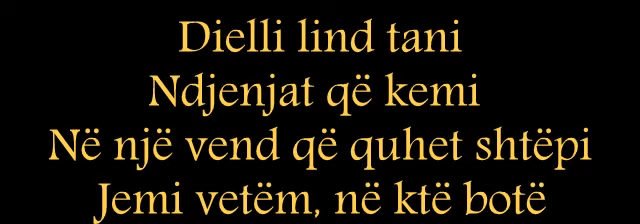 Dielli lind tani
Ndjenjat që kemi
Në një vend që quhet shtëpi
Jemi vetëm, në ktë botë